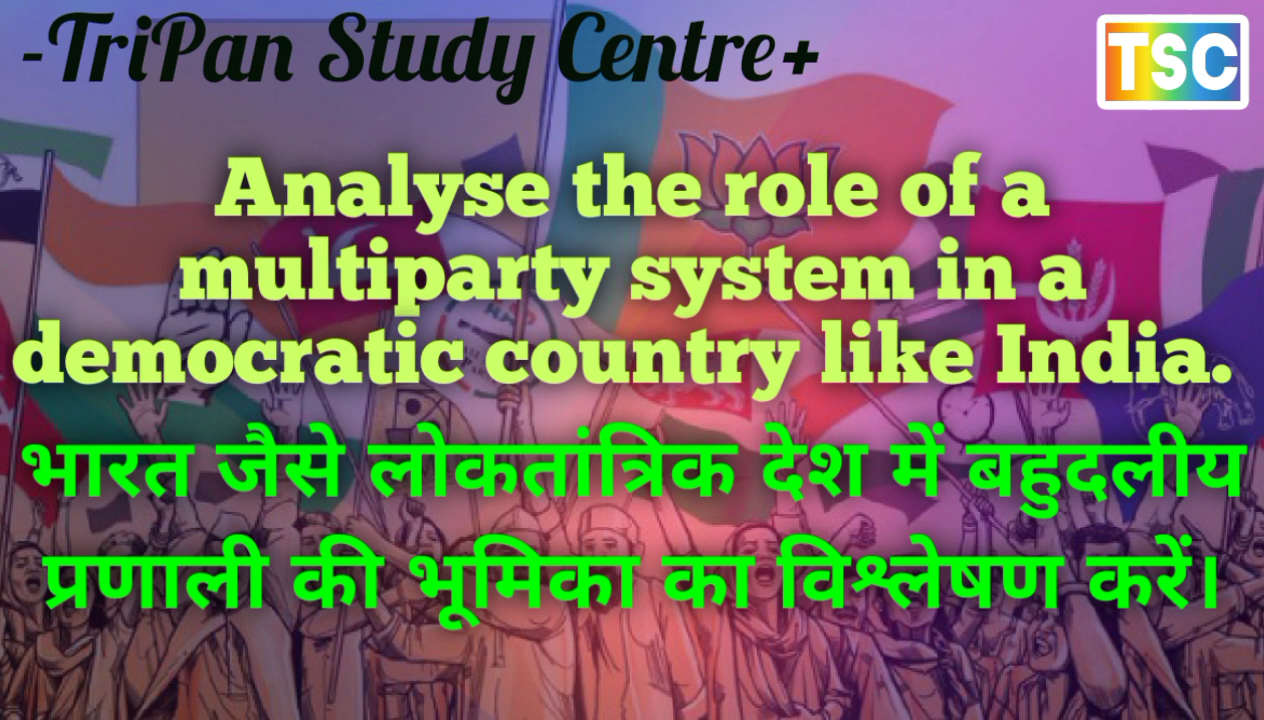 -TriPan Study Centre+
TSC
Analyse the role of a
multiparty system in a
democratic country like India.
भारत जैसे लोकतांत्रिक देश में बहुदलीय
प्रणाली की भूमिका का विश्लेषण करें।